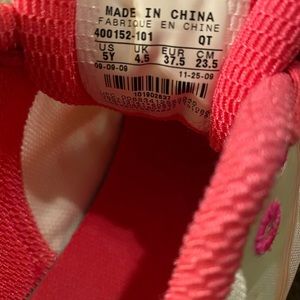 MADE IN CHINA
FABRIQUE EN CHINE
400152-101 QT
US UK EUR CM
5Y 4.5 37.5 23.5
09-09-09 11-25-09